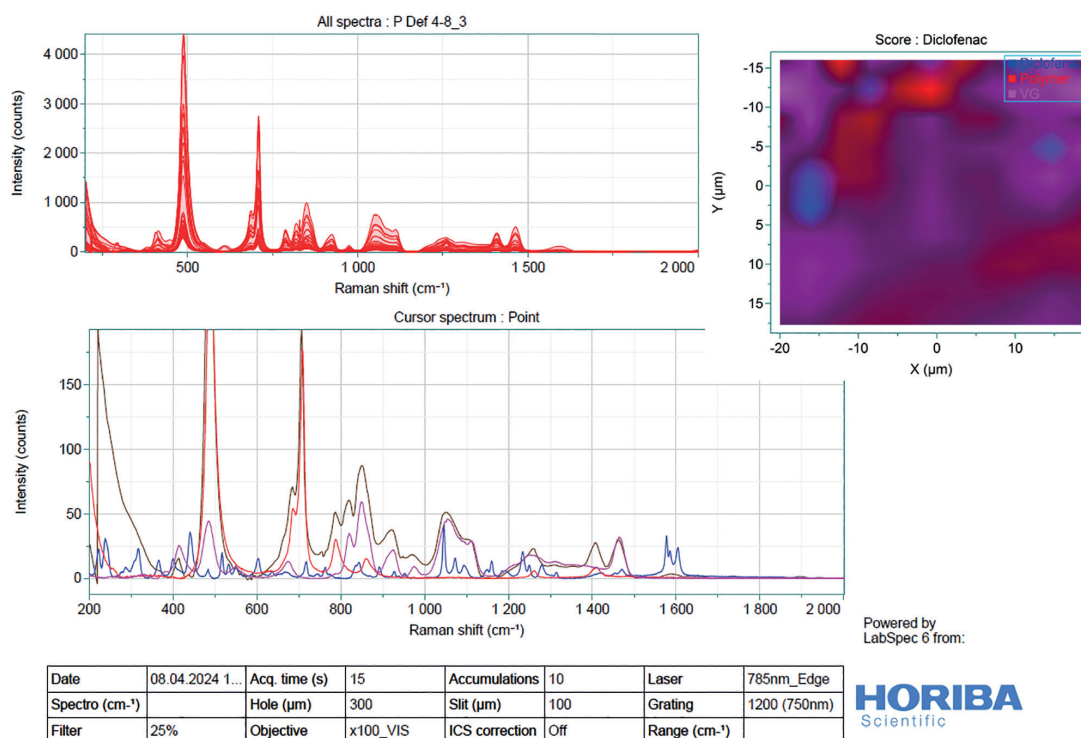 All spectra : P Def 4-8_3
Intensity (counts)
4 000
3 000
2 000
1 000
0
500
1 000
1 500
2 000
Raman shift (cm⁻¹)
Score : Diclofenac
Diclofenac
Polymer
VG
Y (µm)
-15
-10
-5
0
5
10
15
-20
-10
0
10
X (µm)
Cursor spectrum : Point
Intensity (counts)
150
100
50
0
200
400
600
800
1 000
1 200
1 400
1 600
1 800
2 000
Raman shift (cm⁻¹)
Powered by
LabSpec 6 from:
Date 08.04.2024 1... Acq. time (s) 15 Accumulations 10 Laser 785nm_Edge
Spectro (cm⁻¹) Hole (µm) 300 Slit (µm) 100 Grating 1200 (750nm)
Filter 25% Objective x100_VIS ICS correction Off Range (cm⁻¹)
HORIBA
Scientific